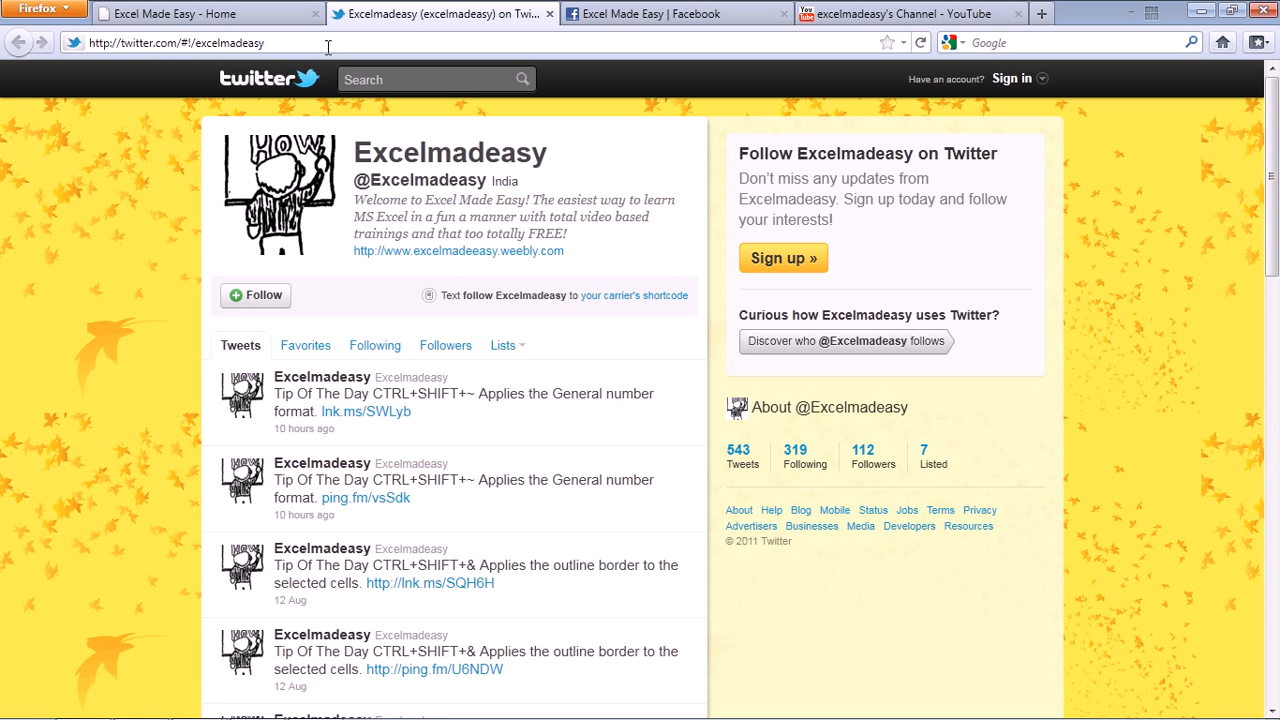 Firefox
Excel Made Easy - Home
Excelmadeasy (excelmadeasy) on Twi...
Excel Made Easy | Facebook
You Tube excelmadeasy's Channel - YouTube
http://twitter.com/#!/excelmadeasy
Google
twitter
Search
Have an account? Sign in
HOW
Excelmadeasy
@Excelmadeasy India
Welcome to Excel Made Easy! The easiest way to learn
MS Excel in a fun a manner with total video based
trainings and that too totally FREE!
http://www.excelmadeeasy.weebly.com
Follow
Text follow Excelmadeasy to your carrier's shortcode
Tweets Favorites Following Followers Lists
Excelmadeasy Excelmadeasy
Tip Of The Day CTRL+SHIFT+~ Applies the General number
format. lnk.ms/SWLyb
10 hours ago
Excelmadeasy Excelmadeasy
Tip Of The Day CTRL+SHIFT+~ Applies the General number
format. ping.fm/vsSdk
10 hours ago
Excelmadeasy Excelmadeasy
Tip Of The Day CTRL+SHIFT+& Applies the outline border to the
selected cells. http://lnk.ms/SQH6H
12 Aug
Excelmadeasy Excelmadeasy
Tip Of The Day CTRL+SHIFT+& Applies the outline border to the
selected cells. http://ping.fm/U6NDW
12 Aug
Follow Excelmadeasy on Twitter
Don't miss any updates from
Excelmadeasy. Sign up today and follow
your interests!
Sign up »
Curious how Excelmadeasy uses Twitter?
Discover who @Excelmadeasy follows
About @Excelmadeasy
543 319 112 7
Tweets Following Followers Listed
About Help Blog Mobile Status Jobs Terms Privacy
Advertisers Businesses Media Developers Resources
© 2011 Twitter